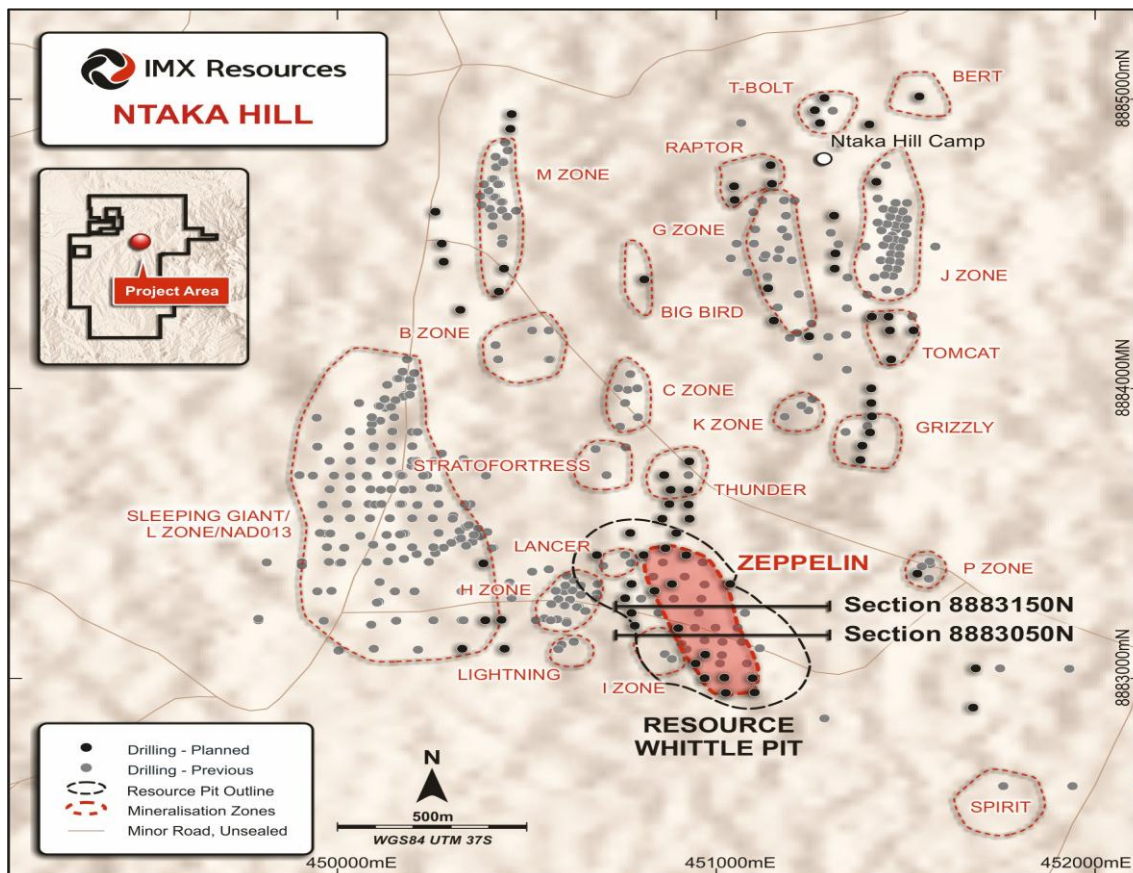 IMX Resources
NTAKA HILL
Project Area
T-BOLT
BERT
8885000mN
Ntaka Hill Camp
RAPTOR
M ZONE
G ZONE
J ZONE
BIG BIRD
B ZONE
TOMCAT
8884000MN
C ZONE
K ZONE
GRIZZLY
STRATOFORTRESS
THUNDER
SLEEPING GIANT/
L ZONE/NAD013
LANCER
ZEPPELIN
P ZONE
H ZONE
Section 8883150N
Section 8883050N
LIGHTNING
I ZONE
8883000mN
RESOURCE
WHITTLE PIT
SPIRIT
Drilling - Planned
Drilling - Previous
Resource Pit Outline
Mineralisation Zones
Minor Road, Unsealed
N
500m
WGS84 UTM 37S
450000mE
451000mE
452000mE